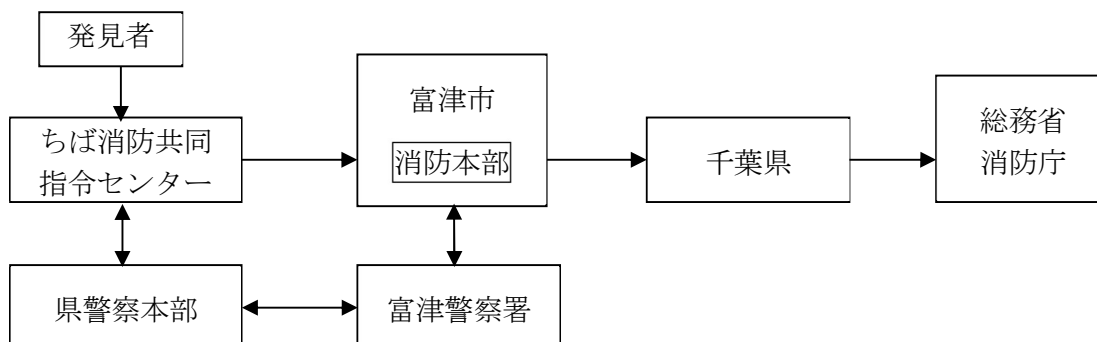 発見者
ちば消防共同
指令センター
富津市
消防本部
千葉県
総務省
消防庁
県警察本部
富津警察署